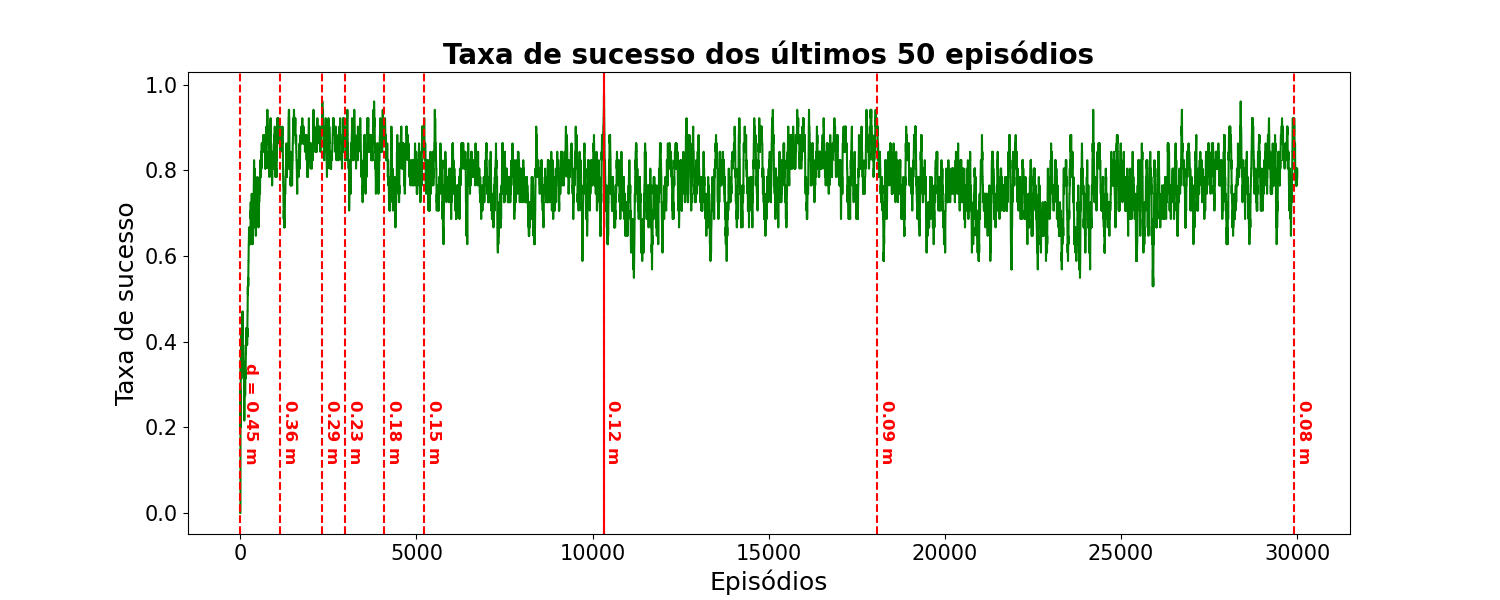 Taxa de sucesso dos últimos 50 episódios
Taxa de sucesso
1.0
0.8
0.6
0.4
0.2
0.0
d = 0.45 m
0.36 m
0.29 m
0.23 m
0.18 m
0.15 m
0.12 m
0.09 m
0.08 m
0
5000
10000
15000
20000
25000
30000
Episódios